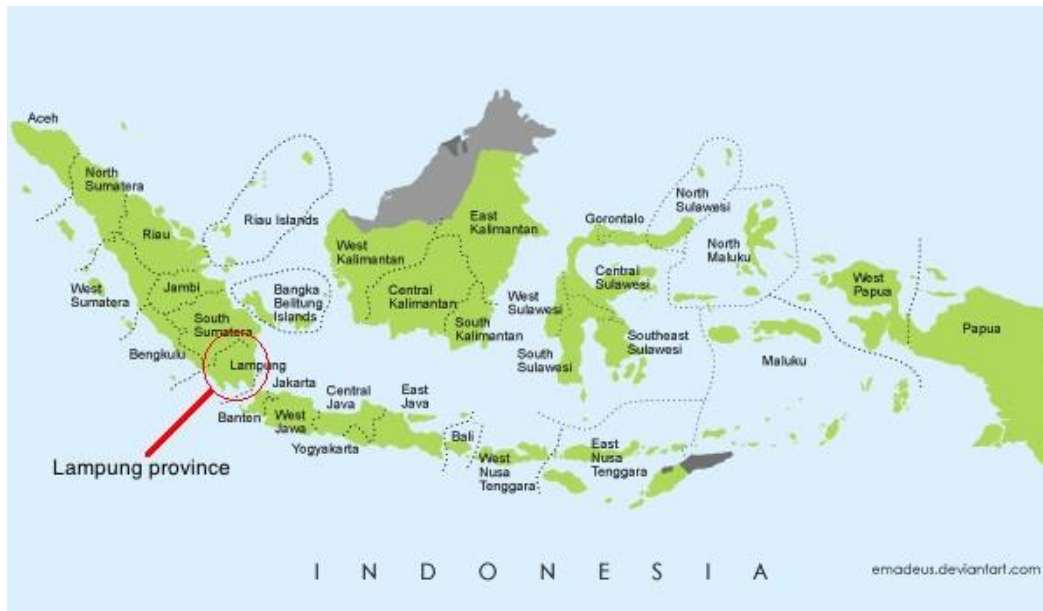 Aceh
North
Sumatera
Riau Islands
Riau
West
Sumatera
Jambi
Bangka
Belitung
Islands
South
Sumatera
Bengkulu
Lampung
Lampung province
Jakarta
Banten
West
Jawa
Central
Java
Yogyakarta
East
Java
Bali
West
Nusa
Tenggara
East
Nusa
Tenggara
West
Kalimantan
Central
Kalimantan
East
Kalimantan
South
Kalimantan
Gorontalo
North
Sulawesi
Central
Sulawesi
West
Sulawesi
South
Sulawesi
Southeast
Sulawesi
North
Maluku
Maluku
West
Papua
Papua
INDONESIA
emadeus.deviantart.com